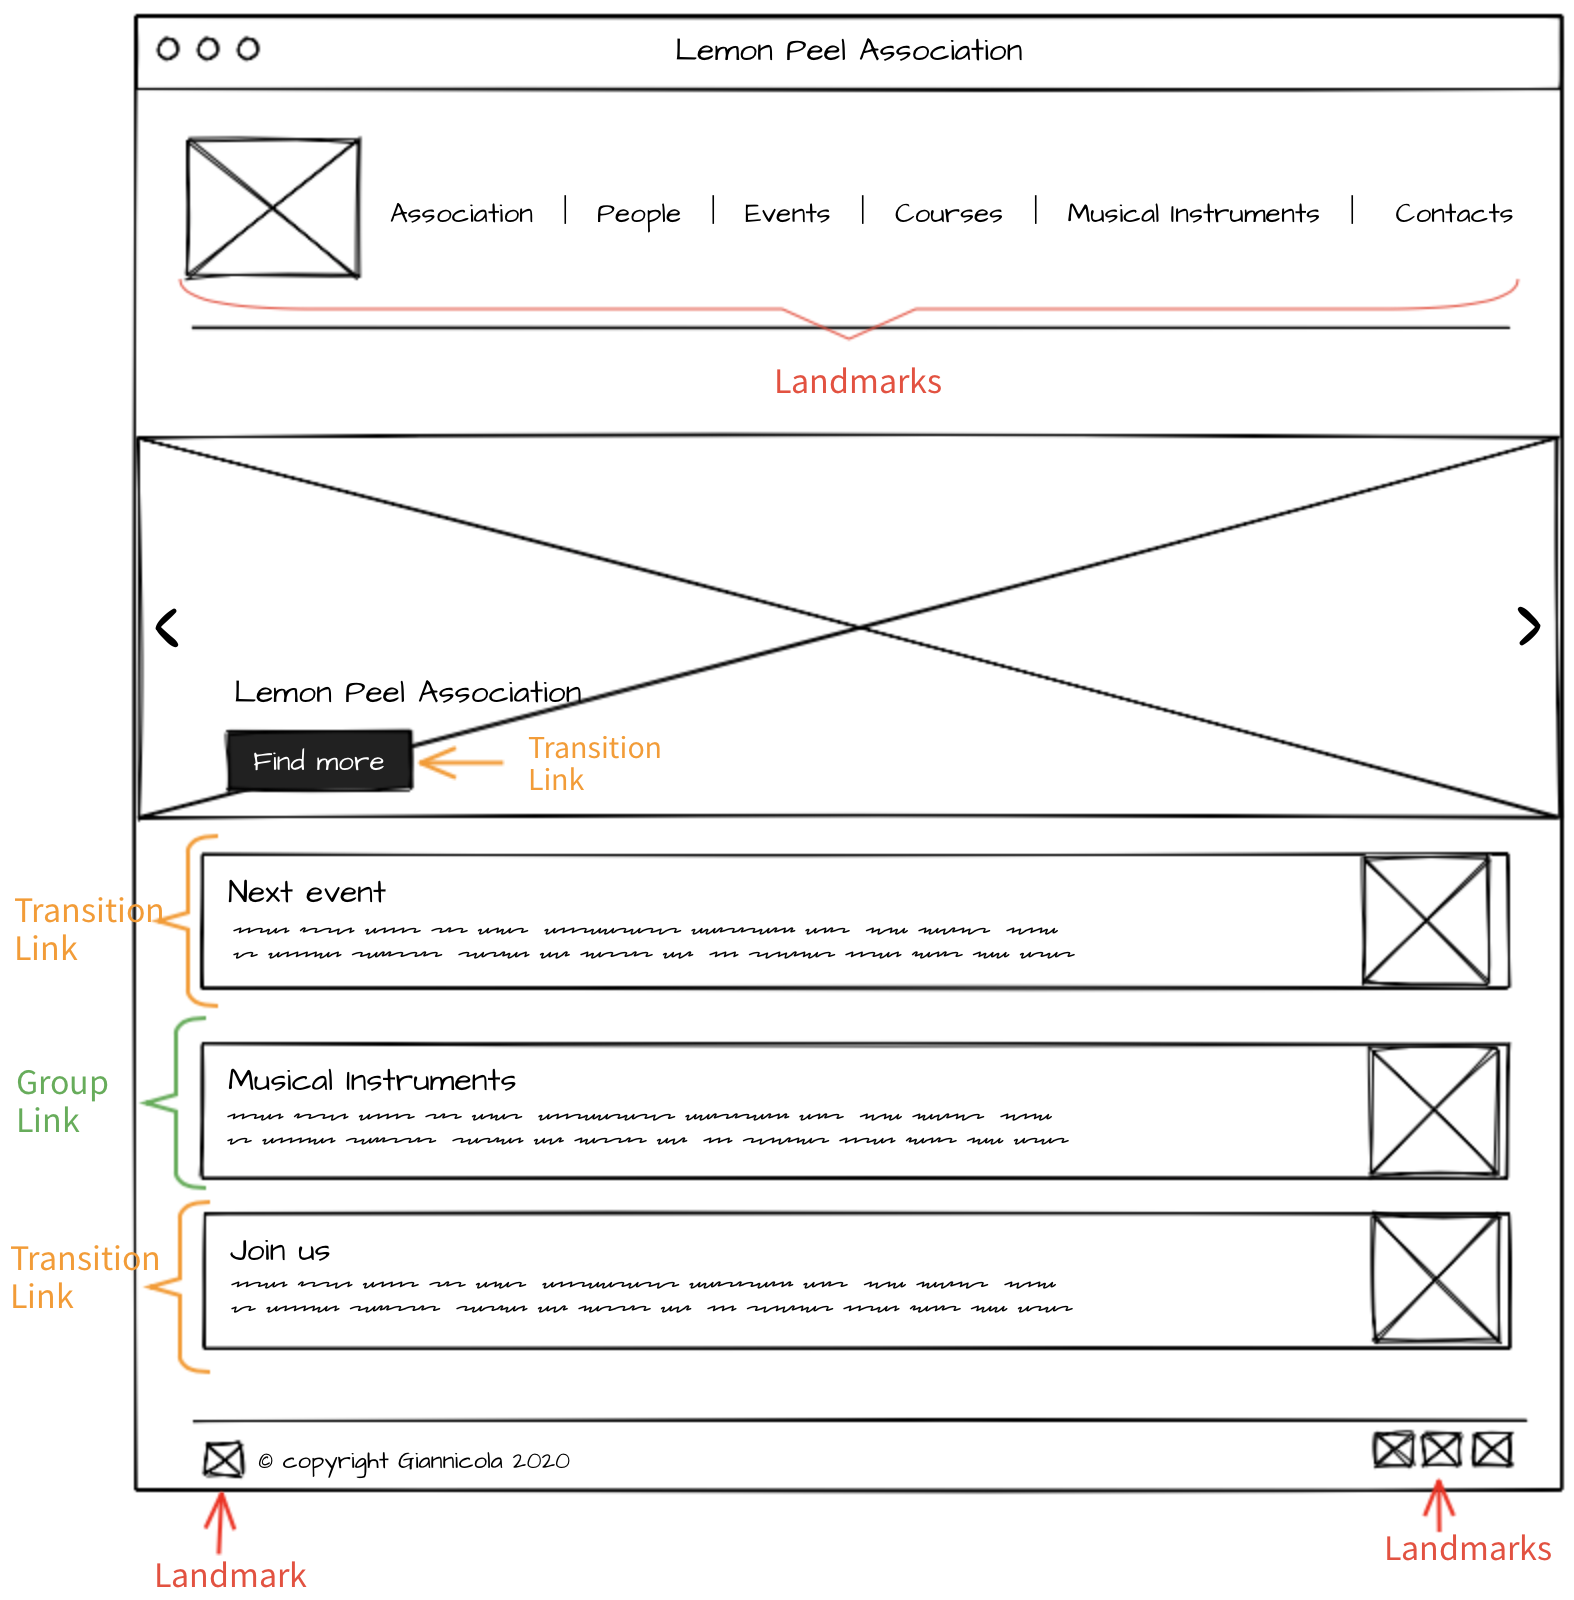 Lemon Peel Association
Association | People | Events | Courses | Musical Instruments | Contacts
Landmarks
Lemon Peel Association
Find more
Transition
Link
Next event
Transition
Link
Musical Instruments
Group
Link
Join us
Transition
Link
© copyright Giannicola 2020
Landmark
Landmarks